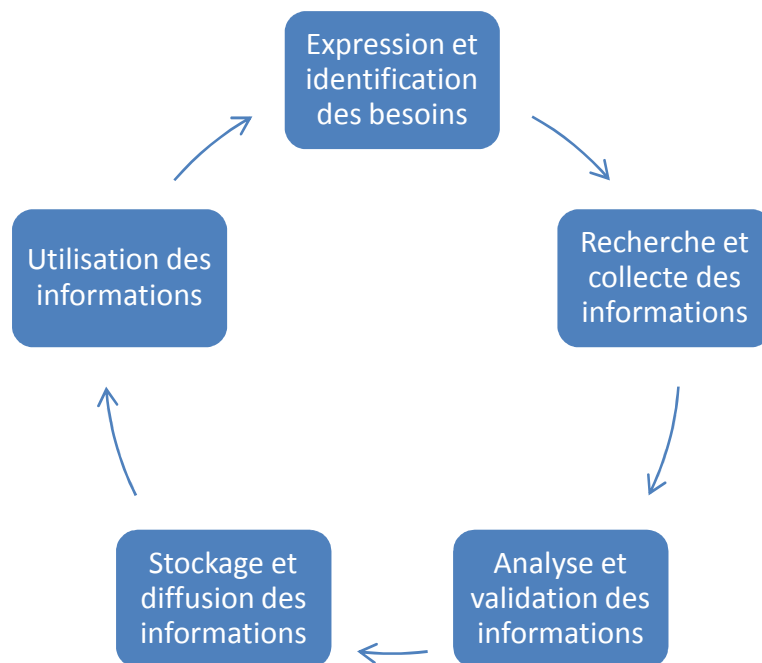 Expression et
identification
des besoins
Recherche et
collecte des
informations
Analyse et
validation des
informations
Stockage et
diffusion des
informations
Utilisation des
informations